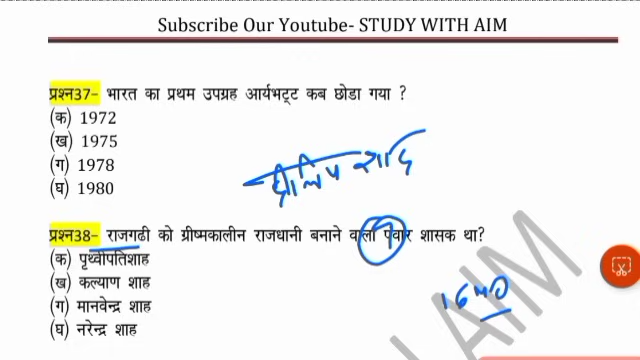 Subscribe Our Youtube- STUDY WITH AIM
प्रश्न37- भारत का प्रथम उपग्रह आर्यभट्ट कब छोडा गया ?
(क) 1972
(ख) 1975
(ग) 1978
(घ) 1980
प्रश्न38- राजगढी को ग्रीष्मकालीन राजधानी बनाने वाला पंवार शासक था?
(क) पृथ्वीपतिशाह
(ख) कल्याण शाह
(ग) मानवेन्द्र शाह
(घ) नरेन्द्र शाह
1640
AIM